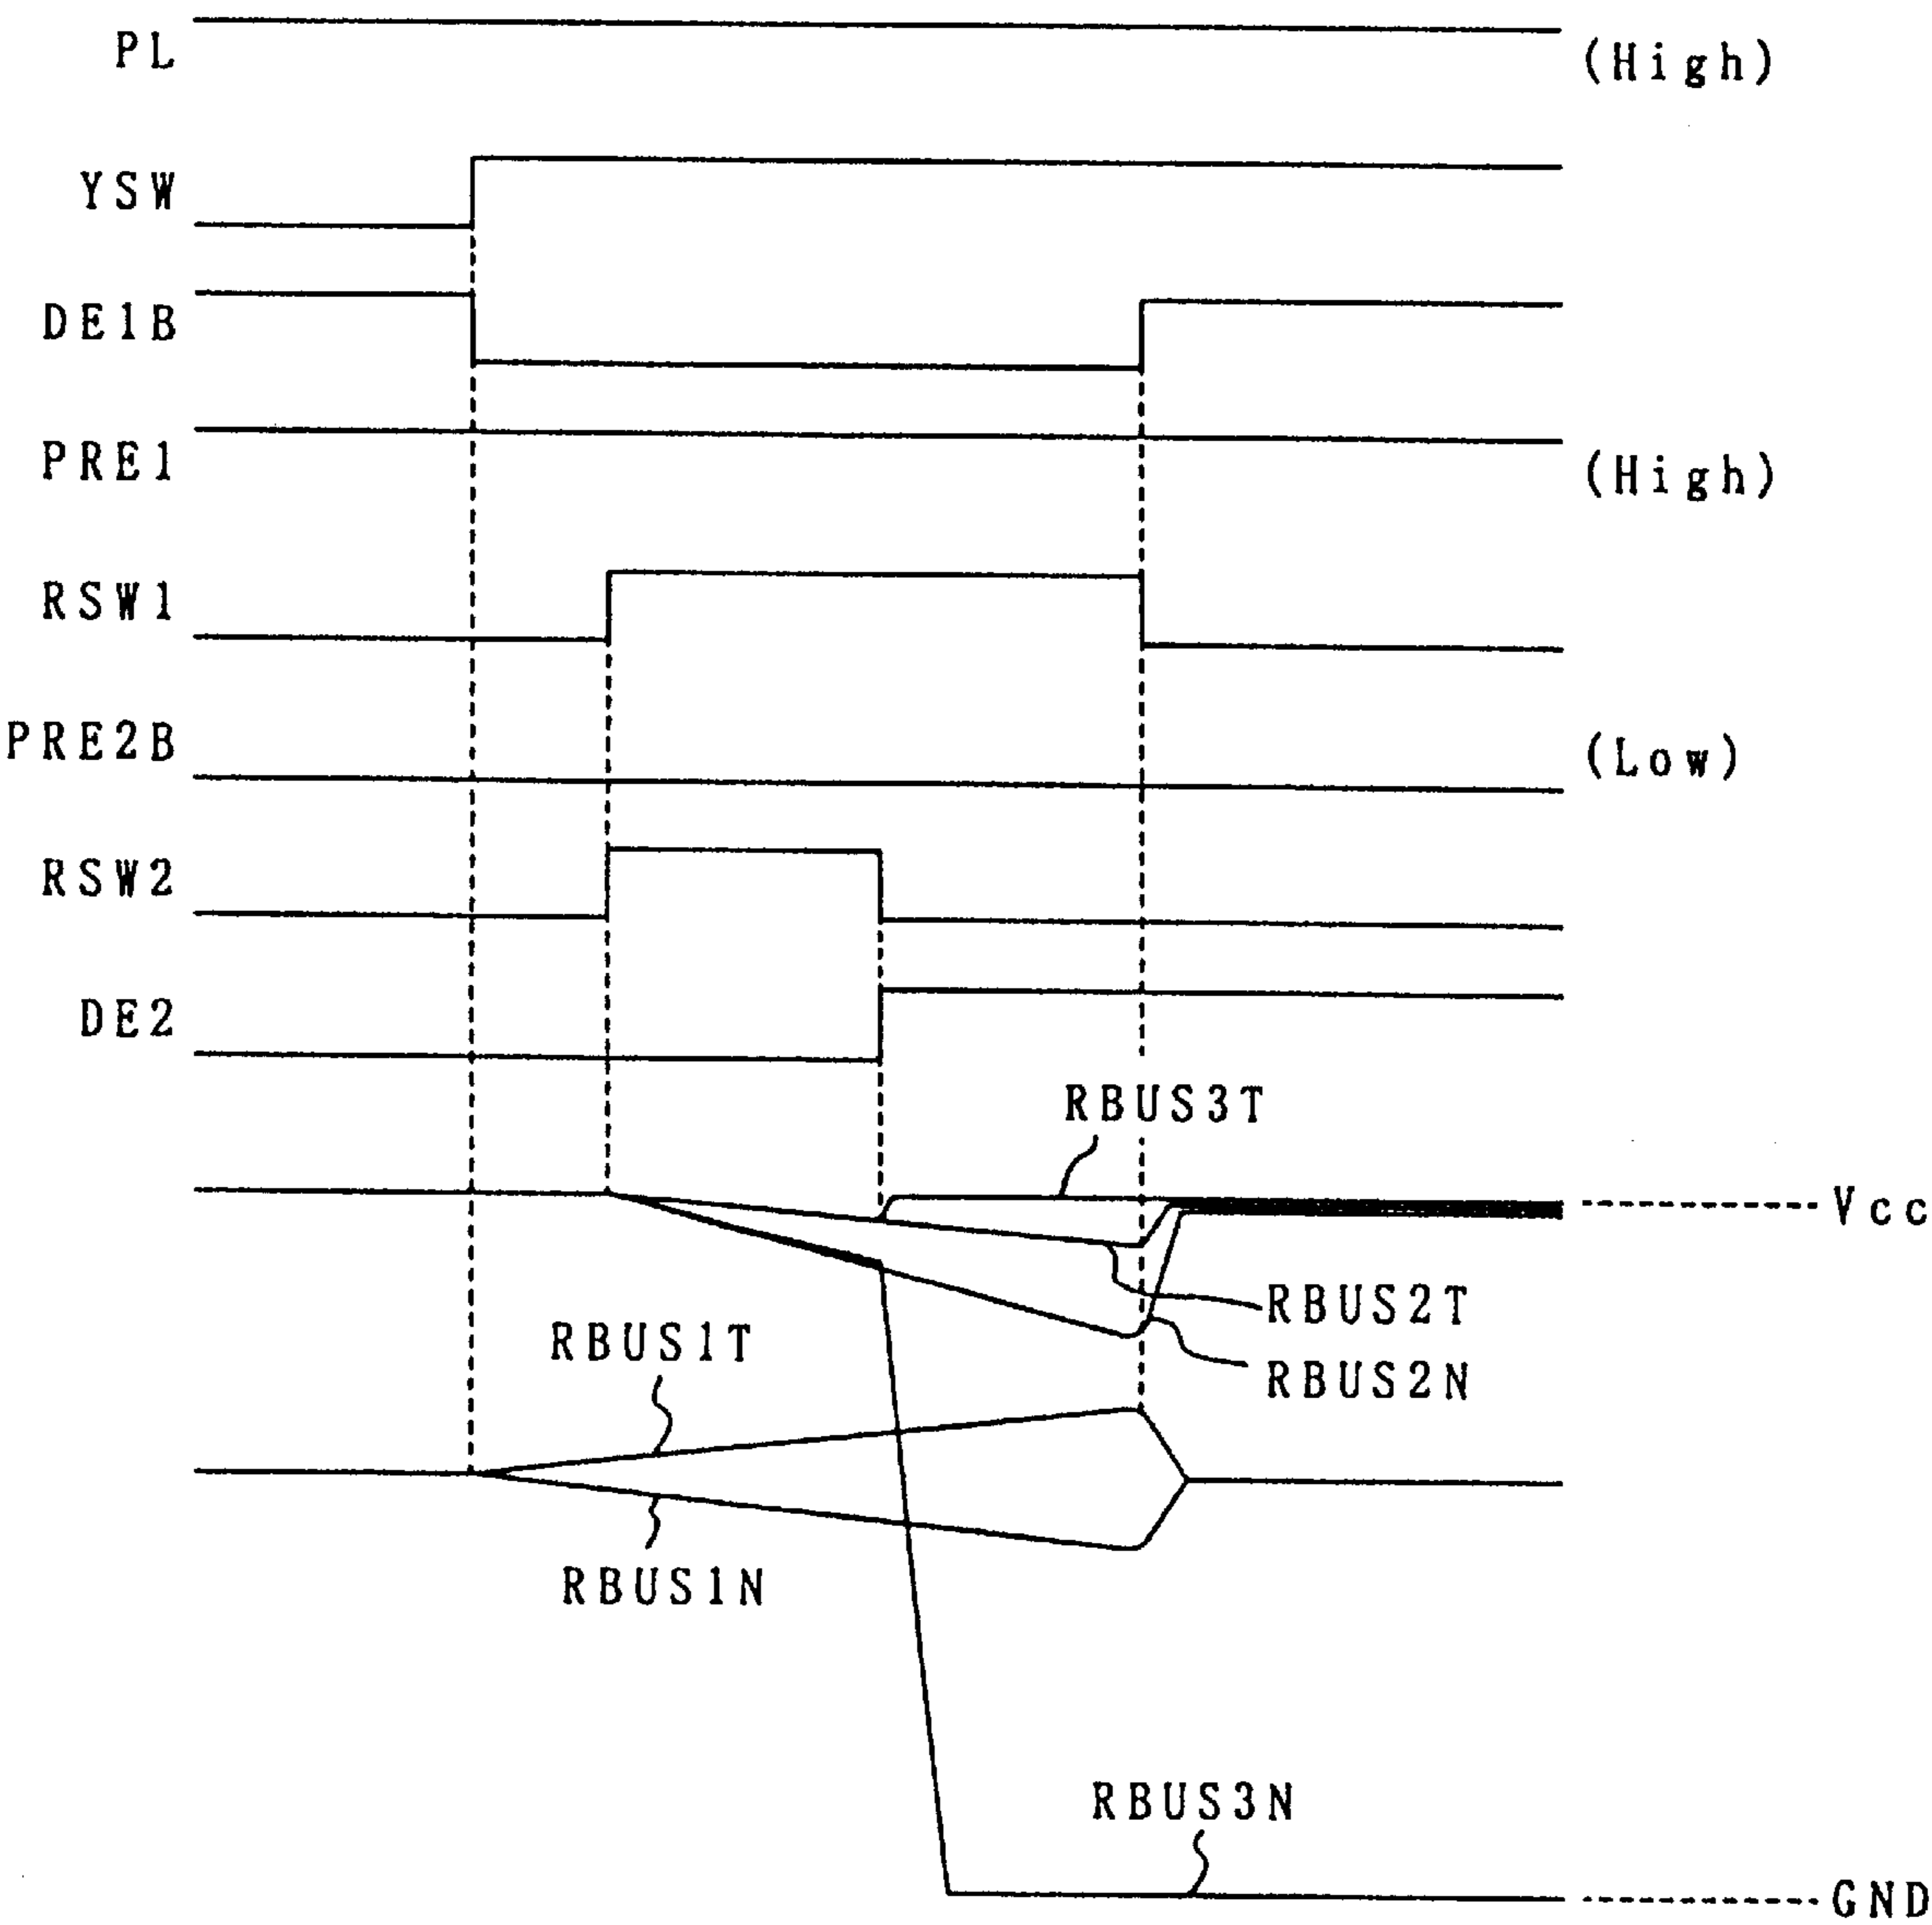 PL (High)
YSW
DE1B
PRE1 (High)
RSW1
PRE2B (Low)
RSW2
DE2
RBUS3T
Vcc
RBUS2T
RBUS1T
RBUS2N
RBUS1N
RBUS3N
GND